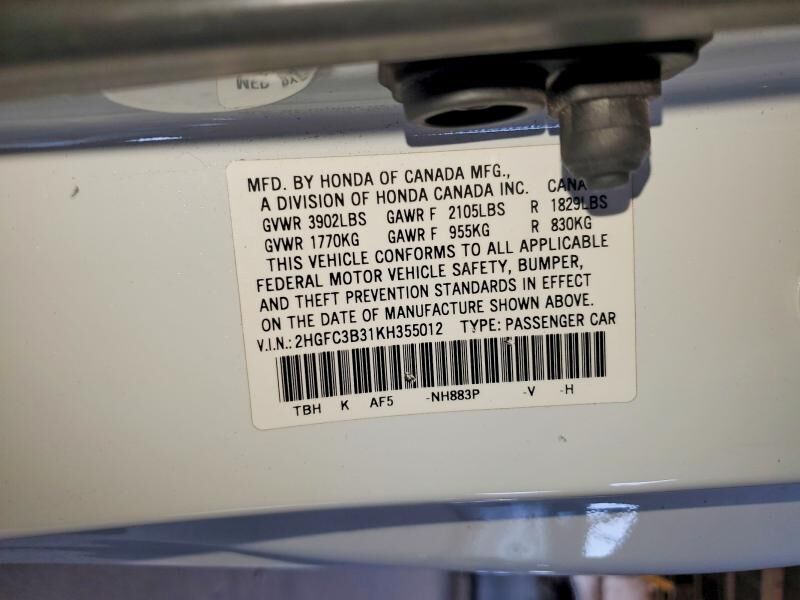 MFD. BY HONDA OF CANADA MFG.,
A DIVISION OF HONDA CANADA INC. CANA
GVWR 3902LBS GAWR F 2105LBS R 1829LBS
GVWR 1770KG GAWR F 955KG R 830KG
THIS VEHICLE CONFORMS TO ALL APPLICABLE
FEDERAL MOTOR VEHICLE SAFETY, BUMPER,
AND THEFT PREVENTION STANDARDS IN EFFECT
ON THE DATE OF MANUFACTURE SHOWN ABOVE.
V.I.N.: 2HGFC3B31KH355012 TYPE: PASSENGER CAR
TBH K AF5 -NH883P -V -H